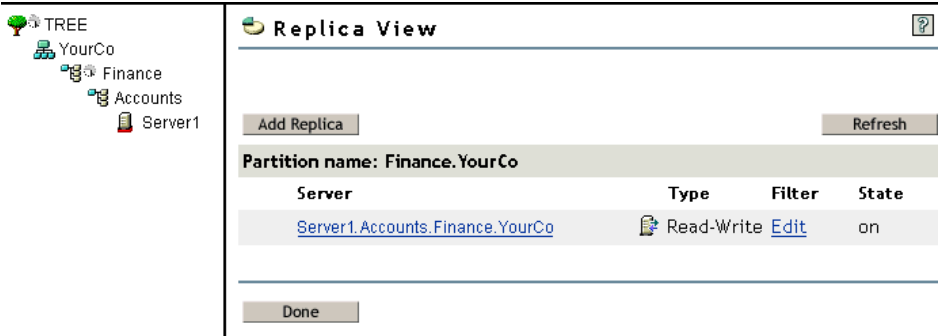 TREE
YourCo
Finance
Accounts
Server1
Replica View
?
Add Replica
Refresh
Partition name: Finance.YourCo
Server Type Filter State
Server1.Accounts.Finance.YourCo Read-Write Edit on
Done